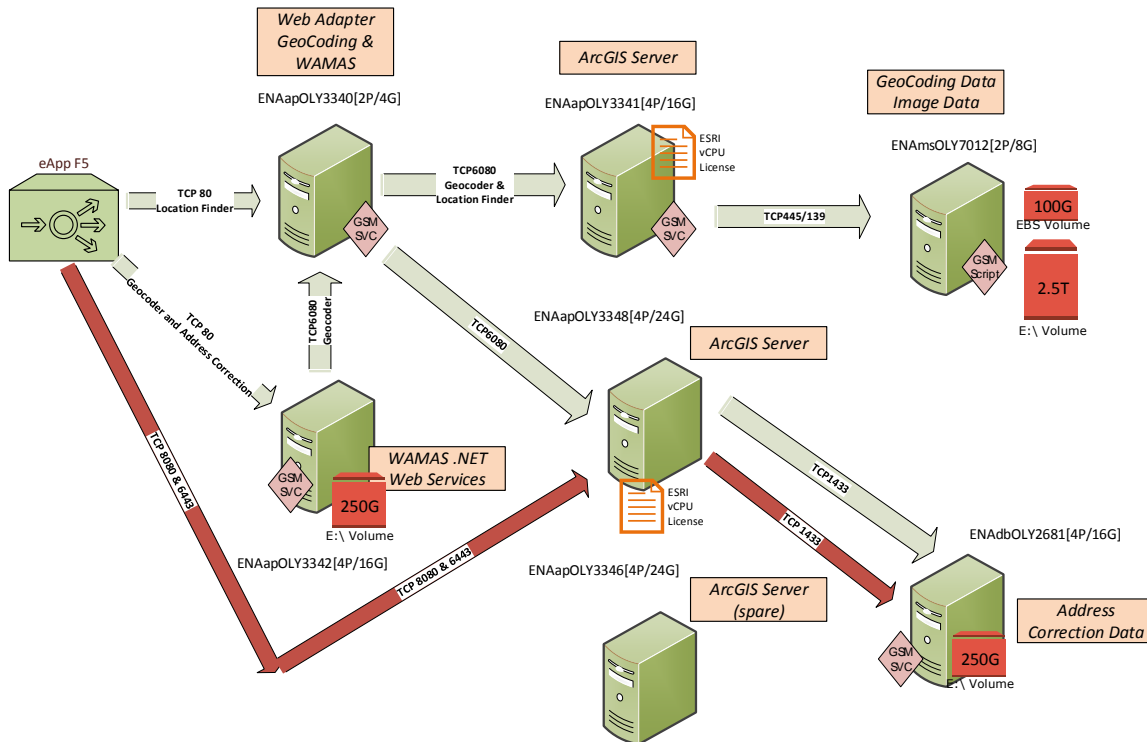 Web Adapter
GeoCoding &
WAMAS
ENAapOLY3340[2P/4G]
ArcGIS Server
ENAapOLY3341[4P/16G]
ESRI
vCPU
License
GeoCoding Data
Image Data
ENAmsOLY7012[2P/8G]
eApp F5
TCP 80
Location Finder
TCP6080
Geocoder &
Location Finder
GSM
SVC
GSM
SVC
TCP445/139
100G
EBS Volume
GSM
Script
2.5T
E:\ Volume
TCP 80
Geocoder and Address Correction
TCP6080
Geocoder
TCP6080
ENAapOLY3348[4P/24G]
ArcGIS Server
WAMAS .NET
Web Services
GSM
SVC
250G
E:\ Volume
ENAapOLY3342[4P/16G]
TCP 8080 & 6443
TCP 8080 & 6443
ESRI
vCPU
License
TCP1433
TCP 1433
ENAdbOLY2681[4P/16G]
ENAapOLY3346[4P/24G]
ArcGIS Server
(spare)
Address
Correction Data
GSM
SVC
250G
E:\ Volume